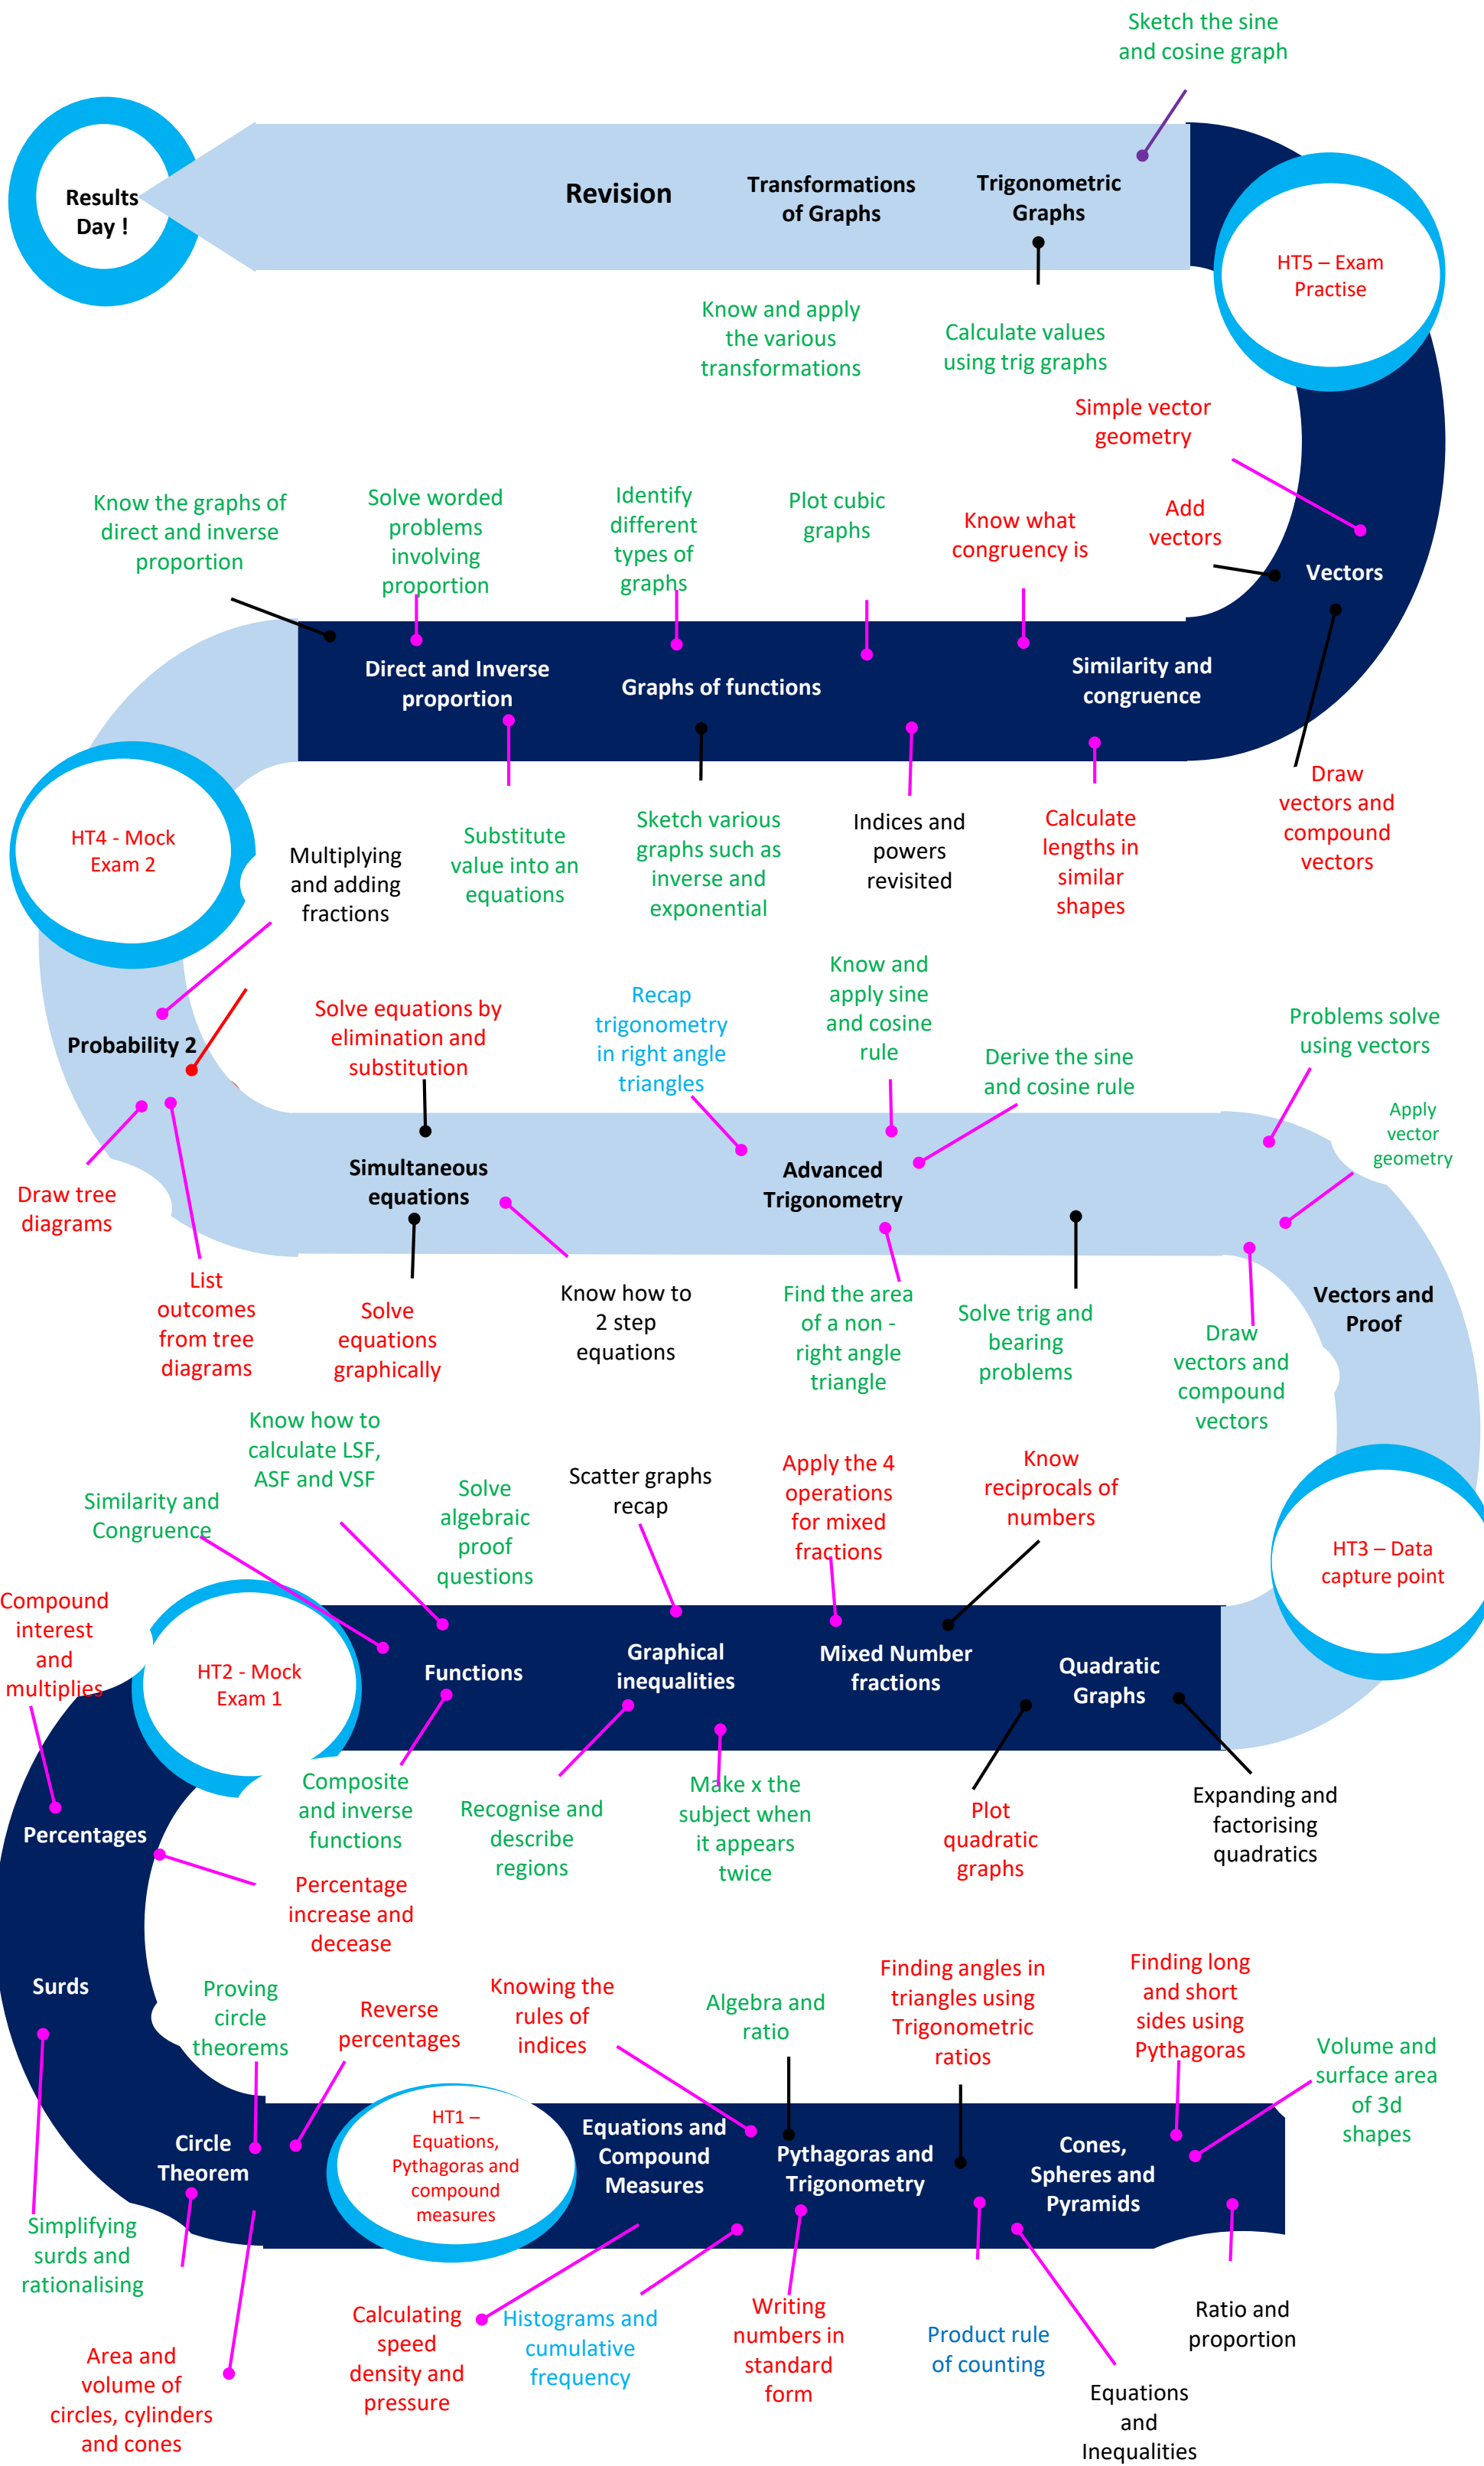 Sketch the sine
and cosine graph
Results
Day !
Revision
Transformations
of Graphs
Trigonometric
Graphs
HT5 – Exam
Practise
Know and apply
the various
transformations
Calculate values
using trig graphs
Simple vector
geometry
Know the graphs of
direct and inverse
proportion
Solve worded
problems
involving
proportion
Identify
different
types of
graphs
Plot cubic
graphs
Know what
congruency is
Add
vectors
Vectors
Direct and Inverse
proportion
Graphs of functions
Similarity and
congruence
HT4 - Mock
Exam 2
Multiplying
and adding
fractions
Substitute
value into an
equations
Sketch various
graphs such as
inverse and
exponential
Indices and
powers
revisited
Calculate
lengths in
similar
shapes
Draw
vectors and
compound
vectors
Probability 2
Solve equations by
elimination and
substitution
Recap
trigonometry
in right angle
triangles
Know and
apply sine
and cosine
rule
Derive the sine
and cosine rule
Problems solve
using vectors
Apply
vector
geometry
Simultaneous
equations
Advanced
Trigonometry
Draw tree
diagrams
List
outcomes
from tree
diagrams
Solve
equations
graphically
Know how to
2 step
equations
Find the area
of a non -
right angle
triangle
Solve trig and
bearing
problems
Draw
vectors and
compound
vectors
Vectors and
Proof
Know how to
calculate LSF,
ASF and VSF
Similarity and
Congruence
Solve
algebraic
proof
questions
Scatter graphs
recap
Apply the 4
operations
for mixed
fractions
Know
reciprocals of
numbers
HT3 – Data
capture point
Compound
interest
and
multiplies
HT2 - Mock
Exam 1
Functions
Graphical
inequalities
Mixed Number
fractions
Quadratic
Graphs
Percentages
Composite
and inverse
functions
Recognise and
describe
regions
Make x the
subject when
it appears
twice
Plot
quadratic
graphs
Expanding and
factorising
quadratics
Percentage
increase and
decease
Surds
Proving
circle
theorems
Reverse
percentages
Knowing the
rules of
indices
Algebra and
ratio
Finding angles in
triangles using
Trigonometric
ratios
Finding long
and short
sides using
Pythagoras
Volume and
surface area
of 3d
shapes
Circle
Theorem
HT1 –
Equations,
Pythagoras and
compound
measures
Equations and
Compound
Measures
Pythagoras and
Trigonometry
Cones,
Spheres and
Pyramids
Simplifying
surds and
rationalising
Area and
volume of
circles, cylinders
and cones
Calculating
speed
density and
pressure
Histograms and
cumulative
frequency
Writing
numbers in
standard
form
Product rule
of counting
Equations
and
Inequalities
Ratio and
proportion